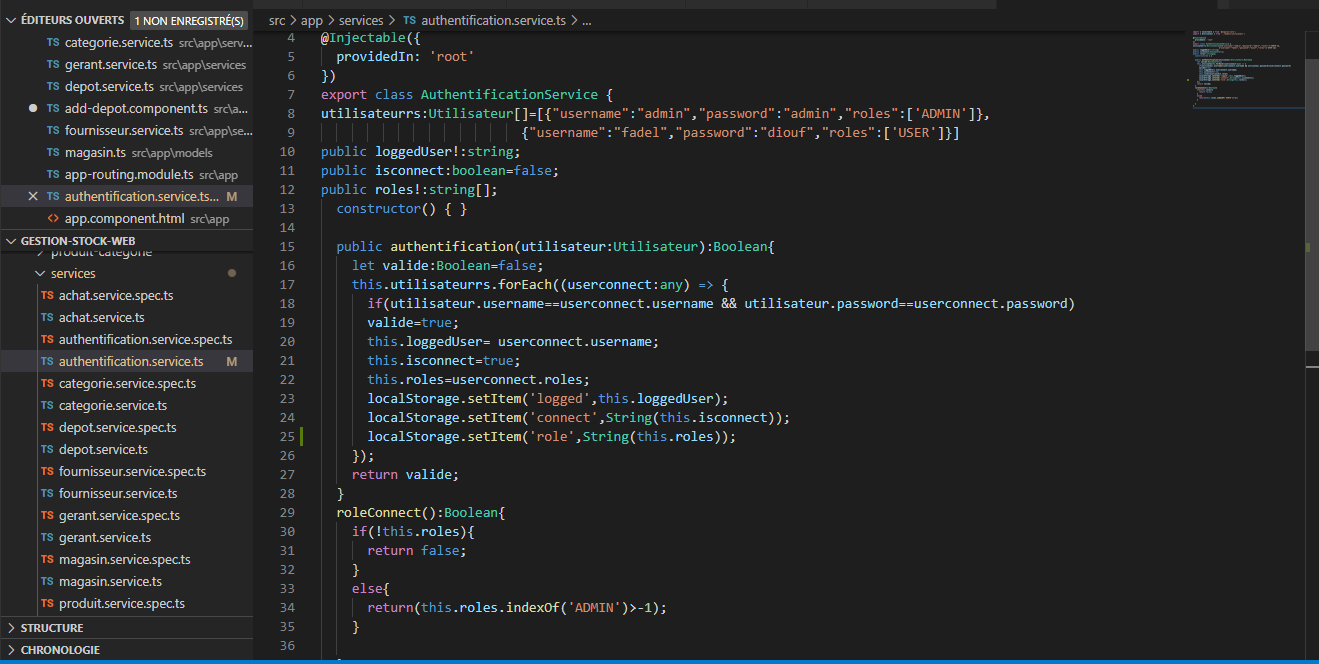 ÉDITEURS OUVERTS 1 NON ENREGISTRÉ(S)
TS categorie.service.ts src\app\serv...
TS gerant.service.ts src\app\services
TS depot.service.ts src\app\services
TS add-depot.component.ts src\a...
TS fournisseur.service.ts src\app\se...
TS magasin.ts src\app\models
TS app-routing.module.ts src\app
TS authentification.service.ts... M
<> app.component.html src\app
GESTION-STOCK-WEB
produit-categorie
services
TS achat.service.spec.ts
TS achat.service.ts
TS authentification.service.spec.ts
TS authentification.service.ts M
TS categorie.service.spec.ts
TS categorie.service.ts
TS depot.service.spec.ts
TS depot.service.ts
TS fournisseur.service.spec.ts
TS fournisseur.service.ts
TS gerant.service.spec.ts
TS gerant.service.ts
TS magasin.service.spec.ts
TS magasin.service.ts
TS produit.service.spec.ts
STRUCTURE
CHRONOLOGIE
src > app > services > TS authentification.service.ts > ...
4 @Injectable({
5 providedIn: 'root'
6 })
7 export class AuthentificationService {
8 utilisateurrs:Utilisateur[]=[{"username":"admin","password":"admin","roles":['ADMIN']},
9 {"username":"fadel","password":"diouf","roles":['USER']}]
10 public loggedUser!:string;
11 public isconnect:boolean=false;
12 public roles!:string[];
13 constructor() { }
14
15 public authentification(utilisateur:Utilisateur):Boolean{
16 let valide:Boolean=false;
17 this.utilisateurrs.forEach((userconnect:any) => {
18 if(utilisateur.username==userconnect.username && utilisateur.password==userconnect.password)
19 valide=true;
20 this.loggedUser= userconnect.username;
21 this.isconnect=true;
22 this.roles=userconnect.roles;
23 localStorage.setItem('logged',this.loggedUser);
24 localStorage.setItem('connect',String(this.isconnect));
25 localStorage.setItem('role',String(this.roles));
26 });
27 return valide;
28 }
29 roleConnect():Boolean{
30 if(!this.roles){
31 return false;
32 }
33 else{
34 return(this.roles.indexOf('ADMIN')>-1);
35 }
36